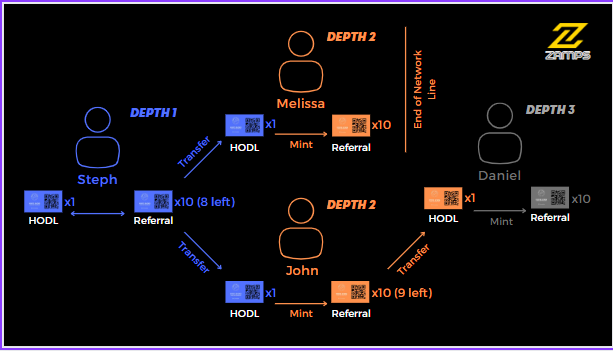 ZAMPS
DEPTH 1
Steph
x1
HODL
x10 (8 left)
Referral
Transfer
DEPTH 2
Melissa
x1
HODL
Mint
x10
Referral
End of Network
Line
Transfer
DEPTH 2
John
x1
HODL
Mint
x10 (9 left)
Referral
Transfer
DEPTH 3
Daniel
x1
HODL
Mint
x10
Referral